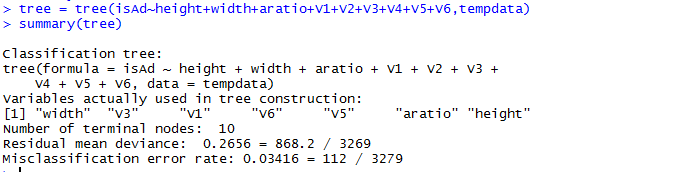 > tree = tree(isAd~height+width+aratio+V1+V2+V3+V4+V5+V6,tempdata)
> summary(tree)
Classification tree:
tree(formula = isAd ~ height + width + aratio + V1 + V2 + V3 +
    V4 + V5 + V6, data = tempdata)
Variables actually used in tree construction:
[1] "width"  "V3"     "V1"     "V6"     "V5"     "aratio" "height"
Number of terminal nodes:  10
Residual mean deviance:  0.2656 = 868.2 / 3269
Misclassification error rate: 0.03416 = 112 / 3279
>